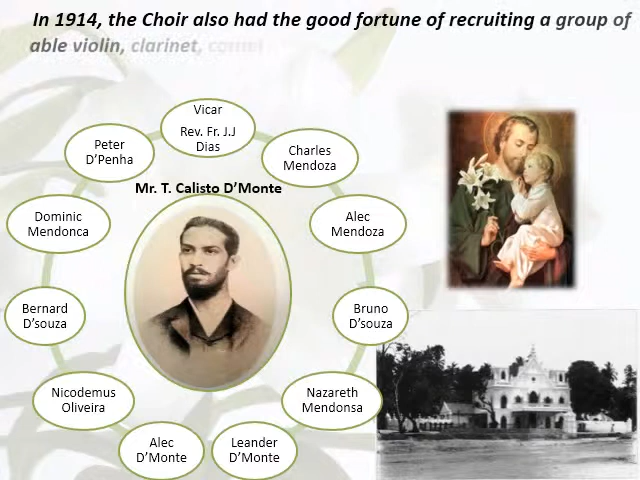 In 1914, the Choir also had the good fortune of recruiting a group of
able violin, clarinet, cornet
Vicar
Rev. Fr. J.J
Dias
Peter
D'Penha
Charles
Mendoza
Mr. T. Calisto D'Monte
Dominic
Mendonca
Alec
Mendoza
Bernard
D'souza
Bruno
D'souza
Nicodemus
Oliveira
Nazareth
Mendonsa
Alec
D'Monte
Leander
D'Monte